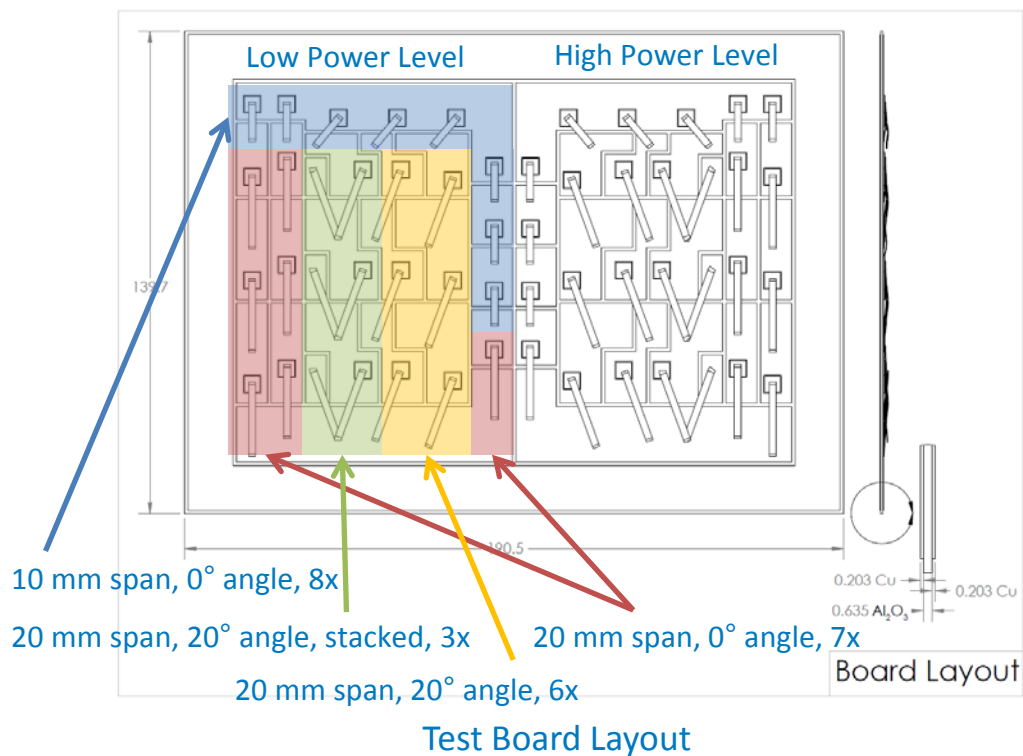 Low Power Level
High Power Level
139.7
190.5
10 mm span, 0° angle, 8x
0.203 Cu
0.203 Cu
0.635 Al₂O₃
20 mm span, 20° angle, stacked, 3x
20 mm span, 0° angle, 7x
20 mm span, 20° angle, 6x
Board Layout
Test Board Layout